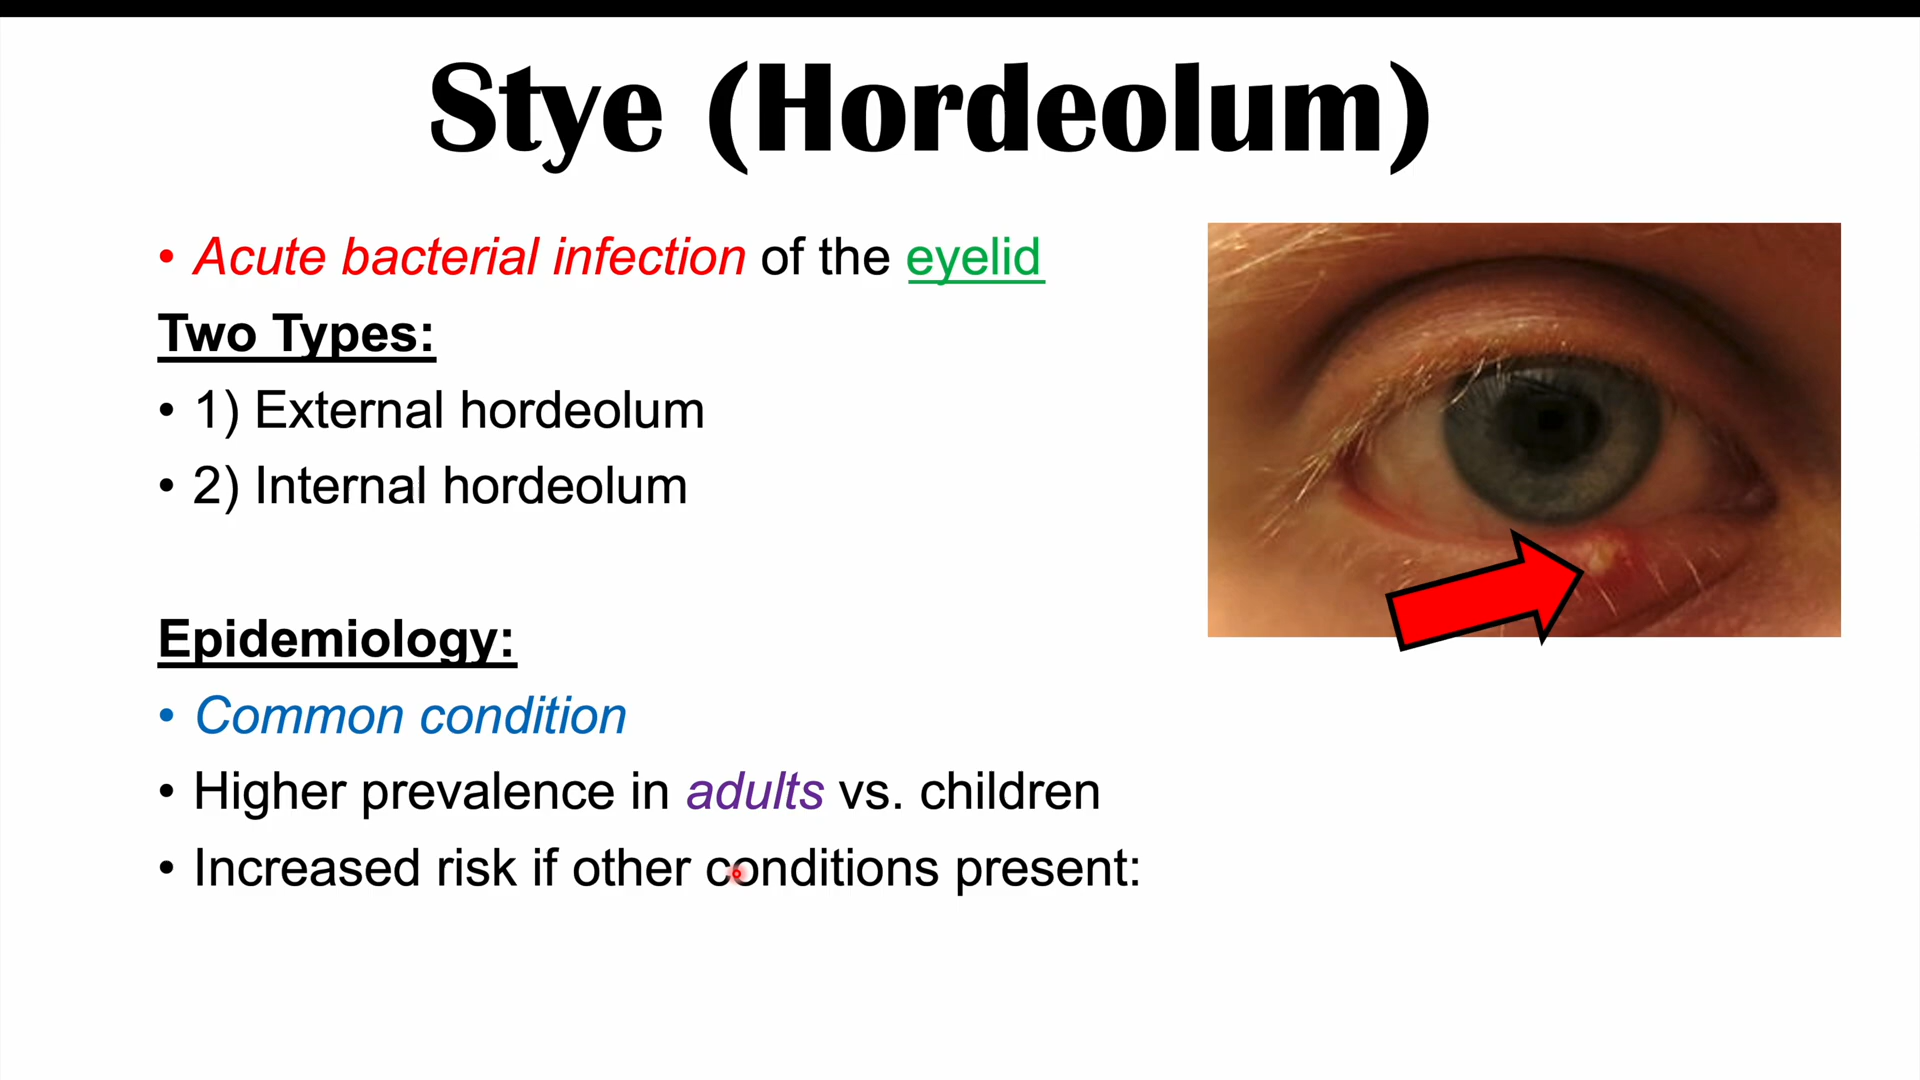 Stye (Hordeolum)
• Acute bacterial infection of the eyelid
Two Types:
• 1) External hordeolum
• 2) Internal hordeolum
Epidemiology:
• Common condition
• Higher prevalence in adults vs. children
• Increased risk if other conditions present: